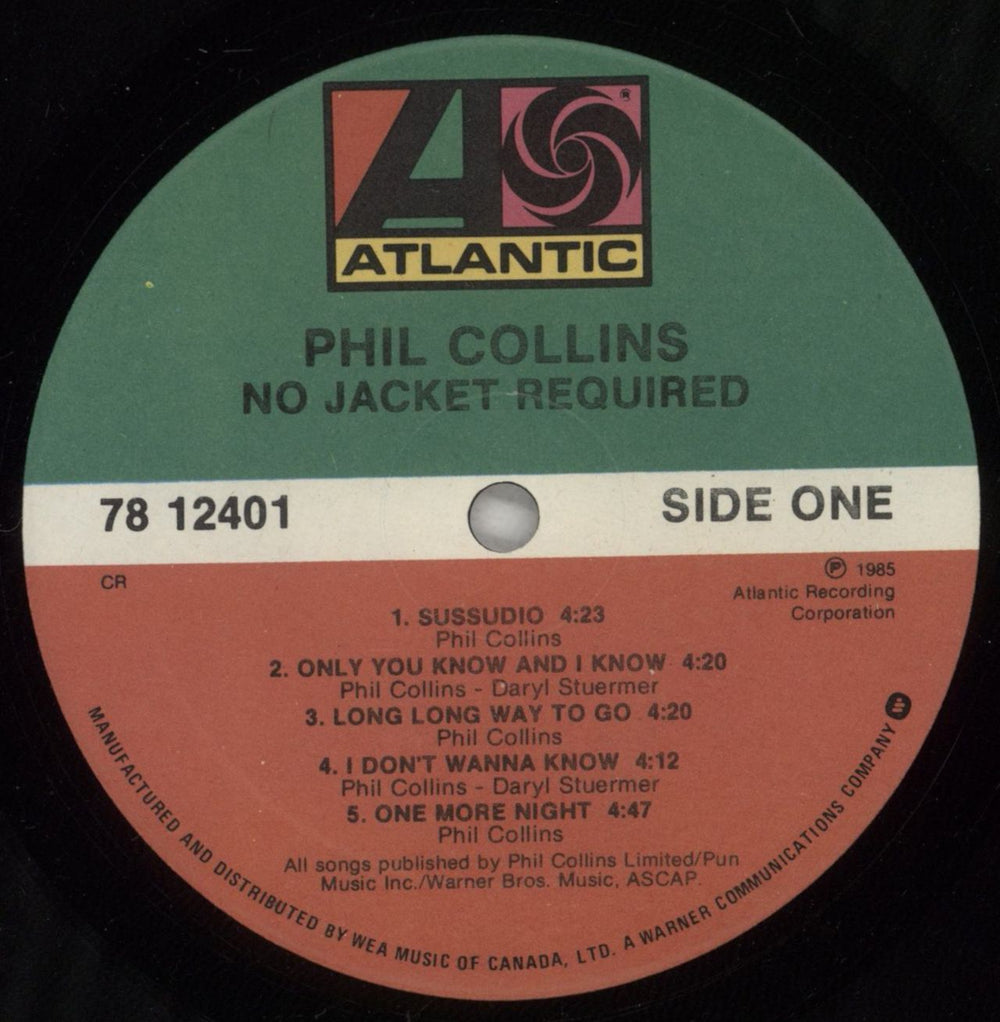 ATLANTIC
®
PHIL COLLINS
NO JACKET REQUIRED
78 12401
SIDE ONE
CR
℗ 1985
Atlantic Recording
Corporation
1. SUSSUDIO 4:23
Phil Collins
2. ONLY YOU KNOW AND I KNOW 4:20
Phil Collins - Daryl Stuermer
3. LONG LONG WAY TO GO 4:20
Phil Collins
4. I DON'T WANNA KNOW 4:12
Phil Collins - Daryl Stuermer
5. ONE MORE NIGHT 4:47
Phil Collins
All songs published by Phil Collins Limited/Pun
Music Inc./Warner Bros. Music, ASCAP.
MANUFACTURED AND DISTRIBUTED BY WEA MUSIC OF CANADA, LTD. A WARNER COMMUNICATIONS COMPANY